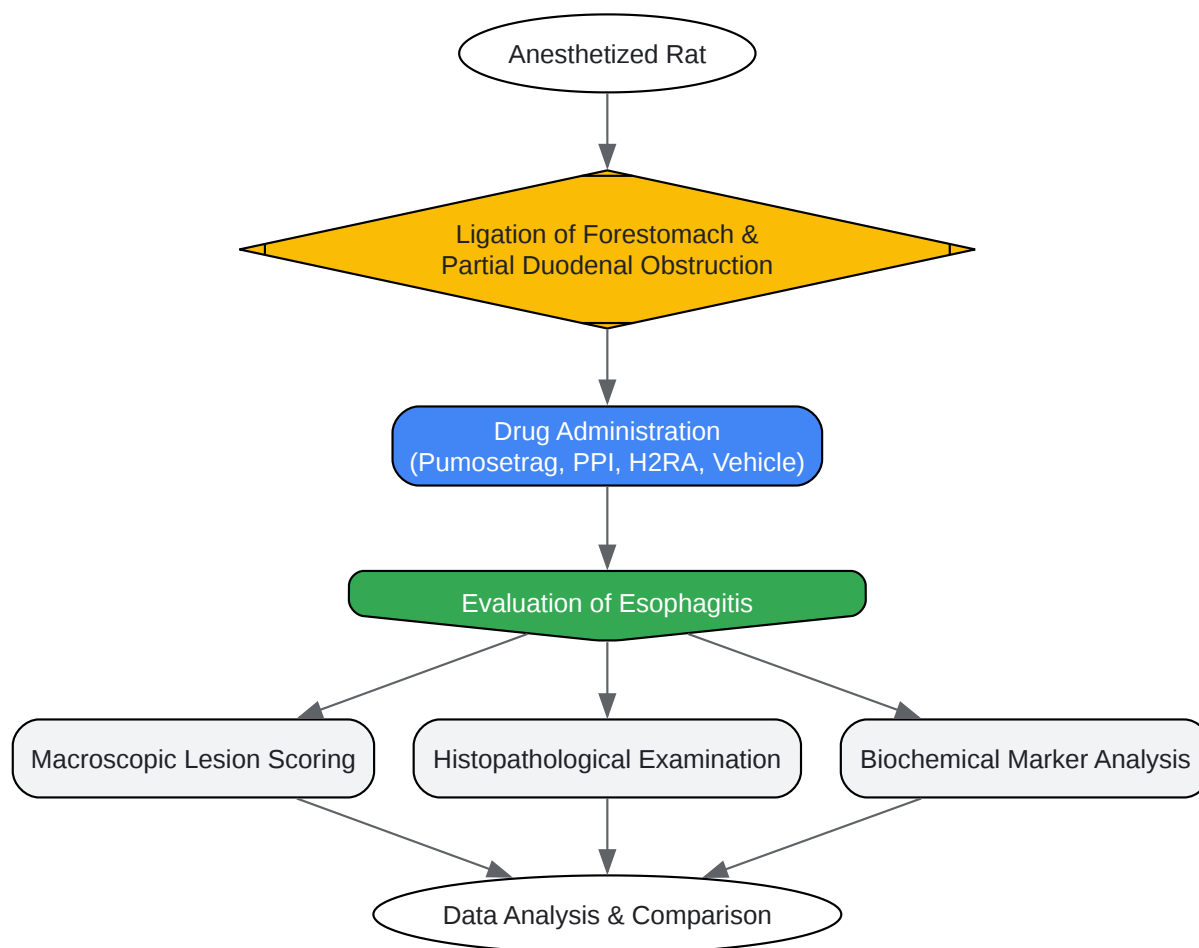 Anesthetized Rat
Ligation of Forestomach &
Partial Duodenal Obstruction
Drug Administration
(Pumosetrag, PPI, H2RA, Vehicle)
Evaluation of Esophagitis
Macroscopic Lesion Scoring
Histopathological Examination
Biochemical Marker Analysis
Data Analysis & Comparison